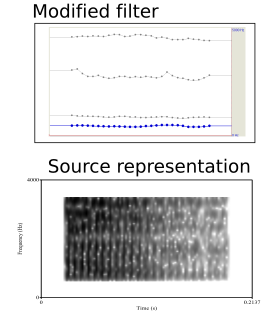 Modified filter
Source representation
4000
Frequency (Hz)
0
0
0.2137
Time (s)